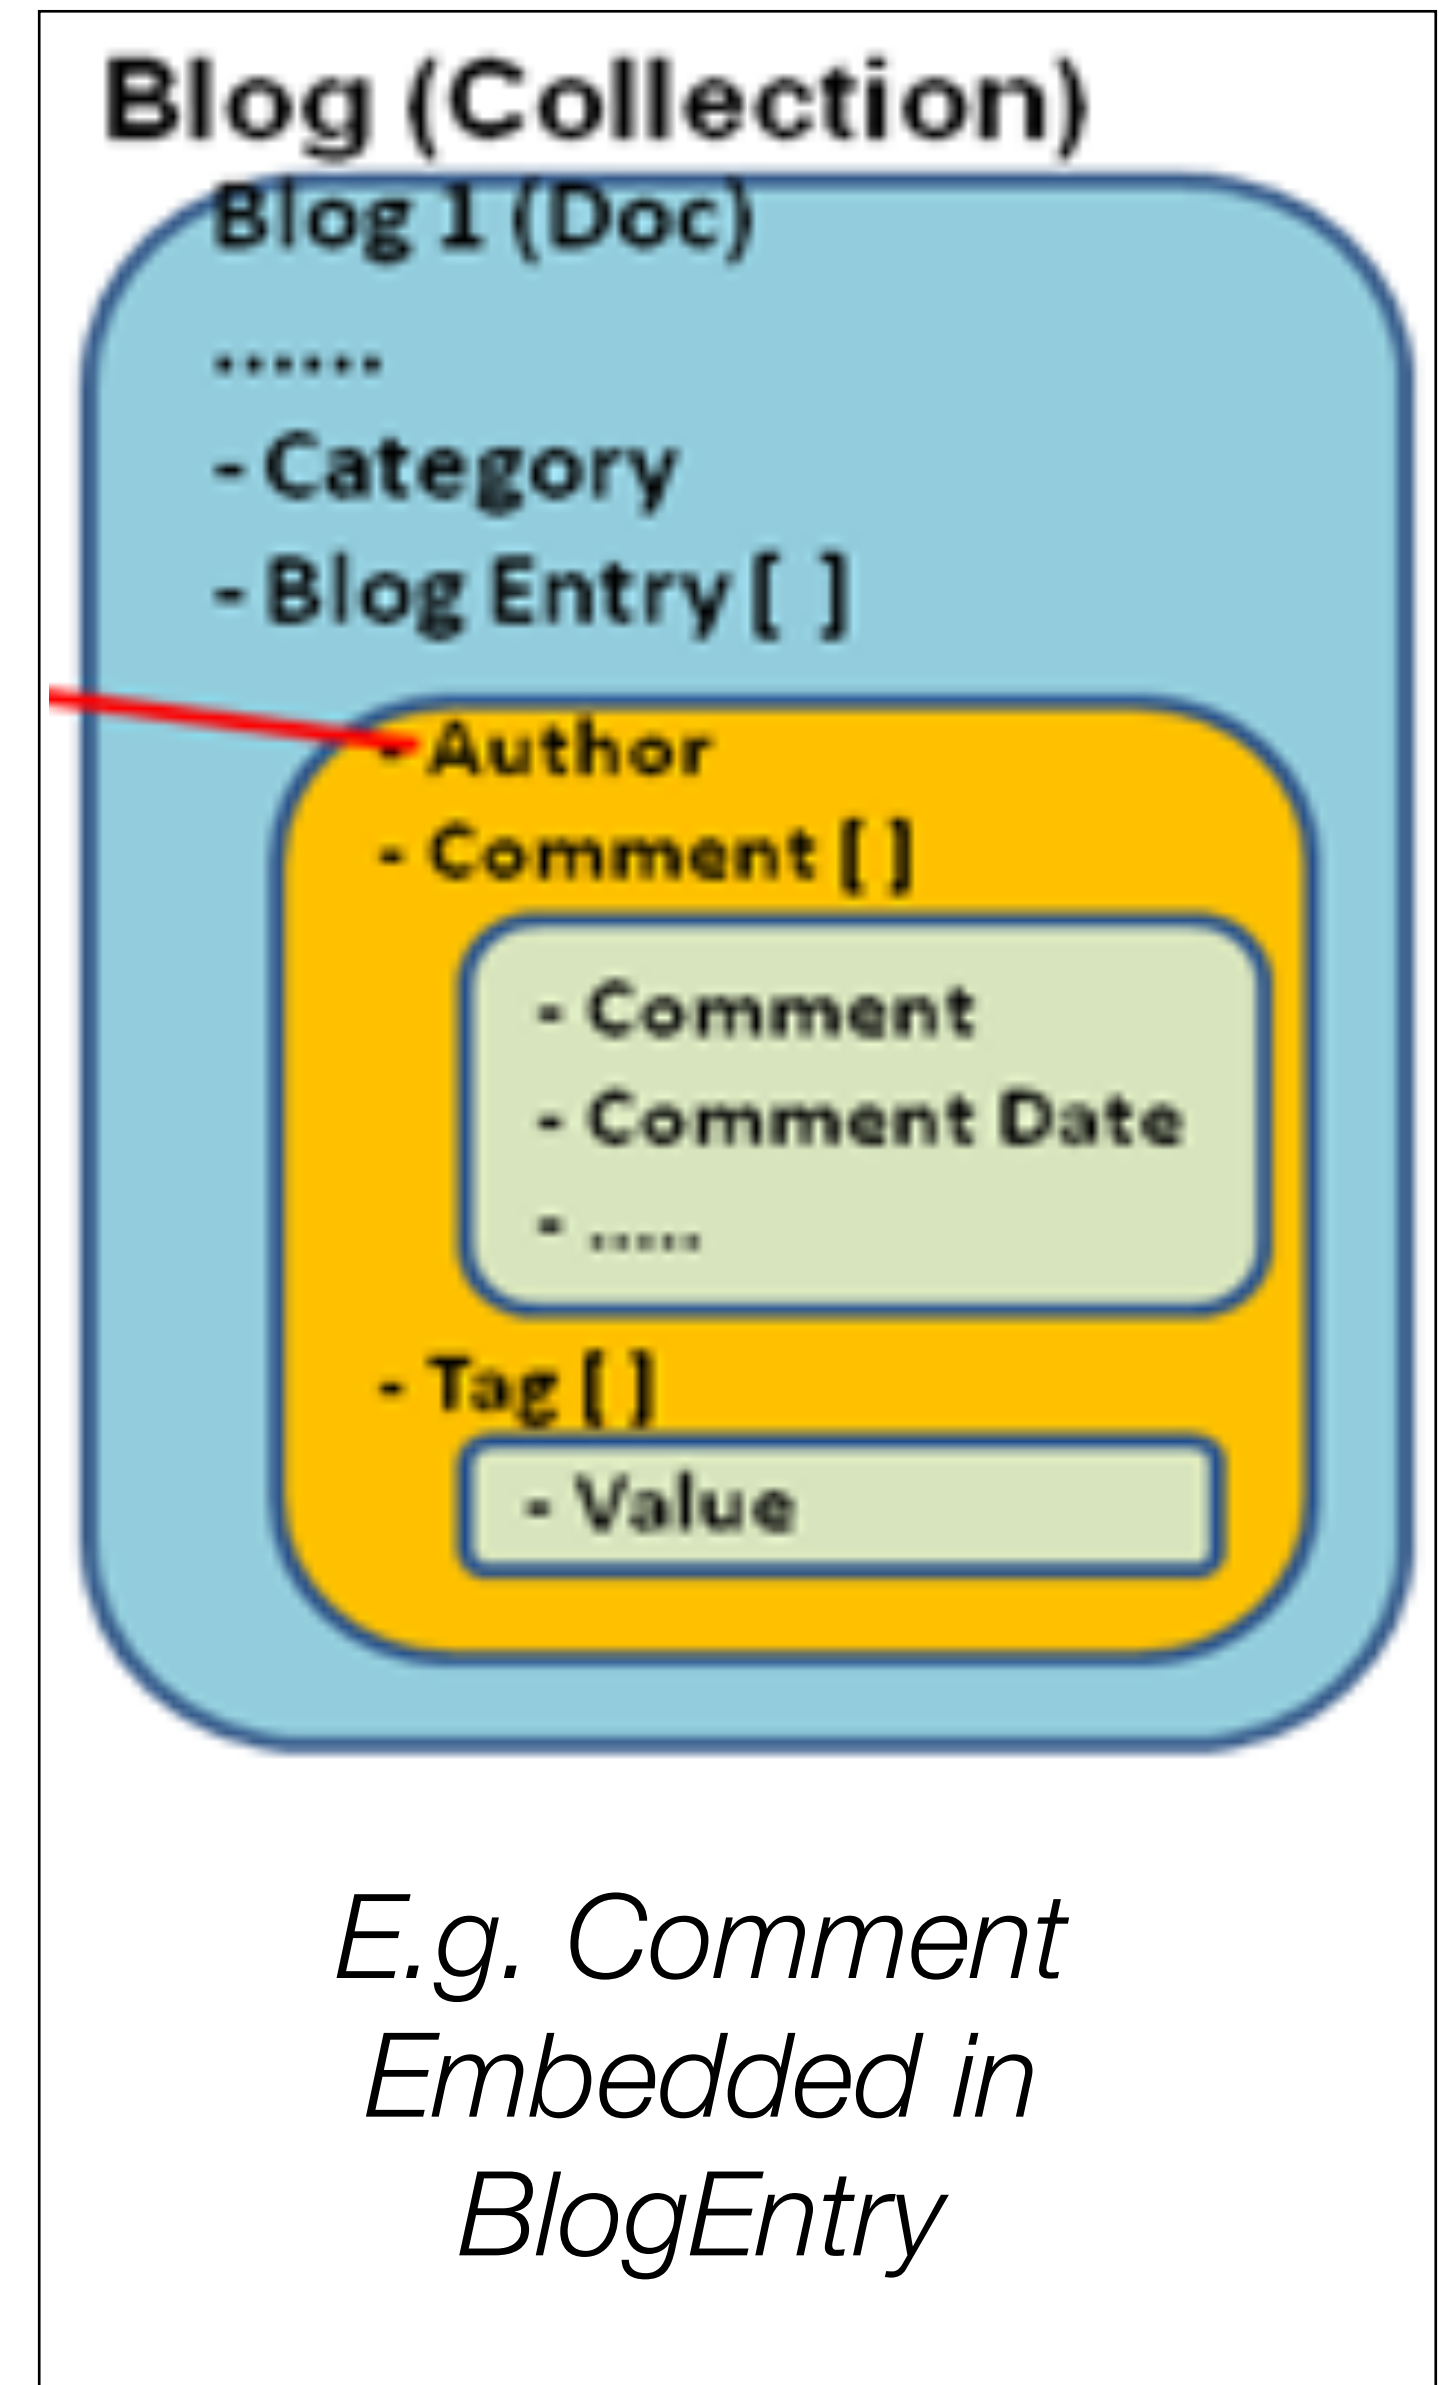 Blog (Collection)
Blog 1 (Doc)
......
- Category
- Blog Entry [ ]
- Author
- Comment [ ]
- Comment
- Comment Date
- .....
- Tag [ ]
- Value
E.g. Comment
Embedded in
BlogEntry